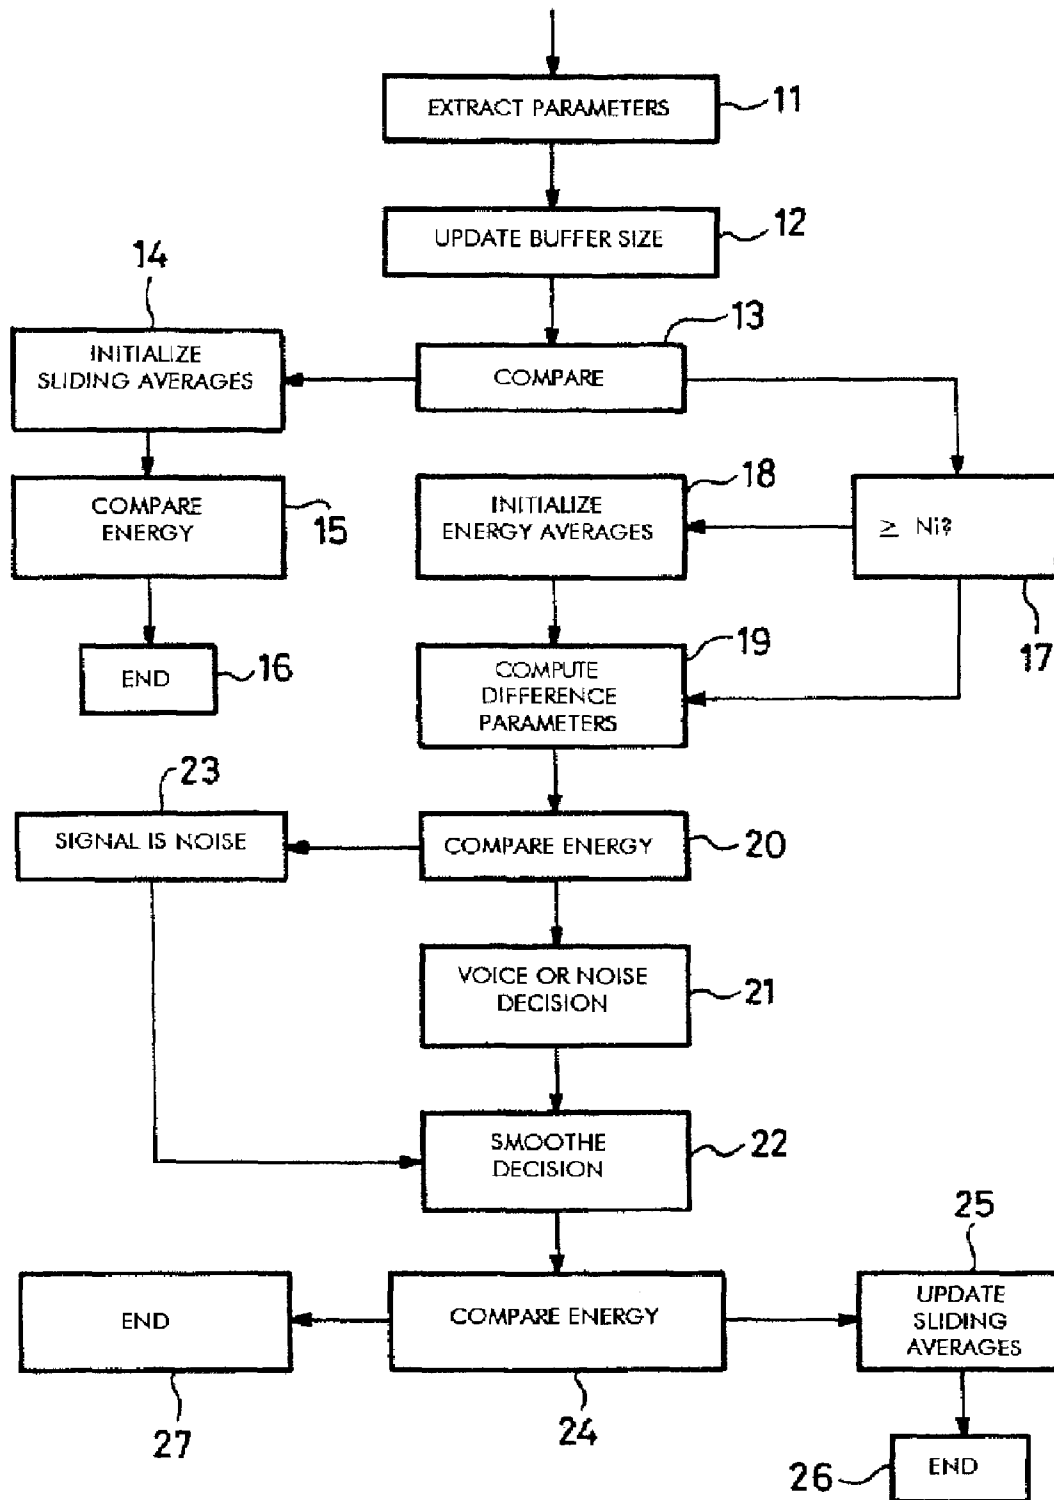 EXTRACT PARAMETERS
11
UPDATE BUFFER SIZE
12
14
13
INITIALIZE
SLIDING AVERAGES
COMPARE
18
COMPARE
ENERGY
15
INITIALIZE
ENERGY AVERAGES
≥ Ni?
17
END
16
19
COMPUTE
DIFFERENCE
PARAMETERS
23
SIGNAL IS NOISE
COMPARE ENERGY
20
VOICE OR NOISE
DECISION
21
SMOOTHE
DECISION
22
25
END
27
COMPARE ENERGY
24
UPDATE
SLIDING
AVERAGES
26
END